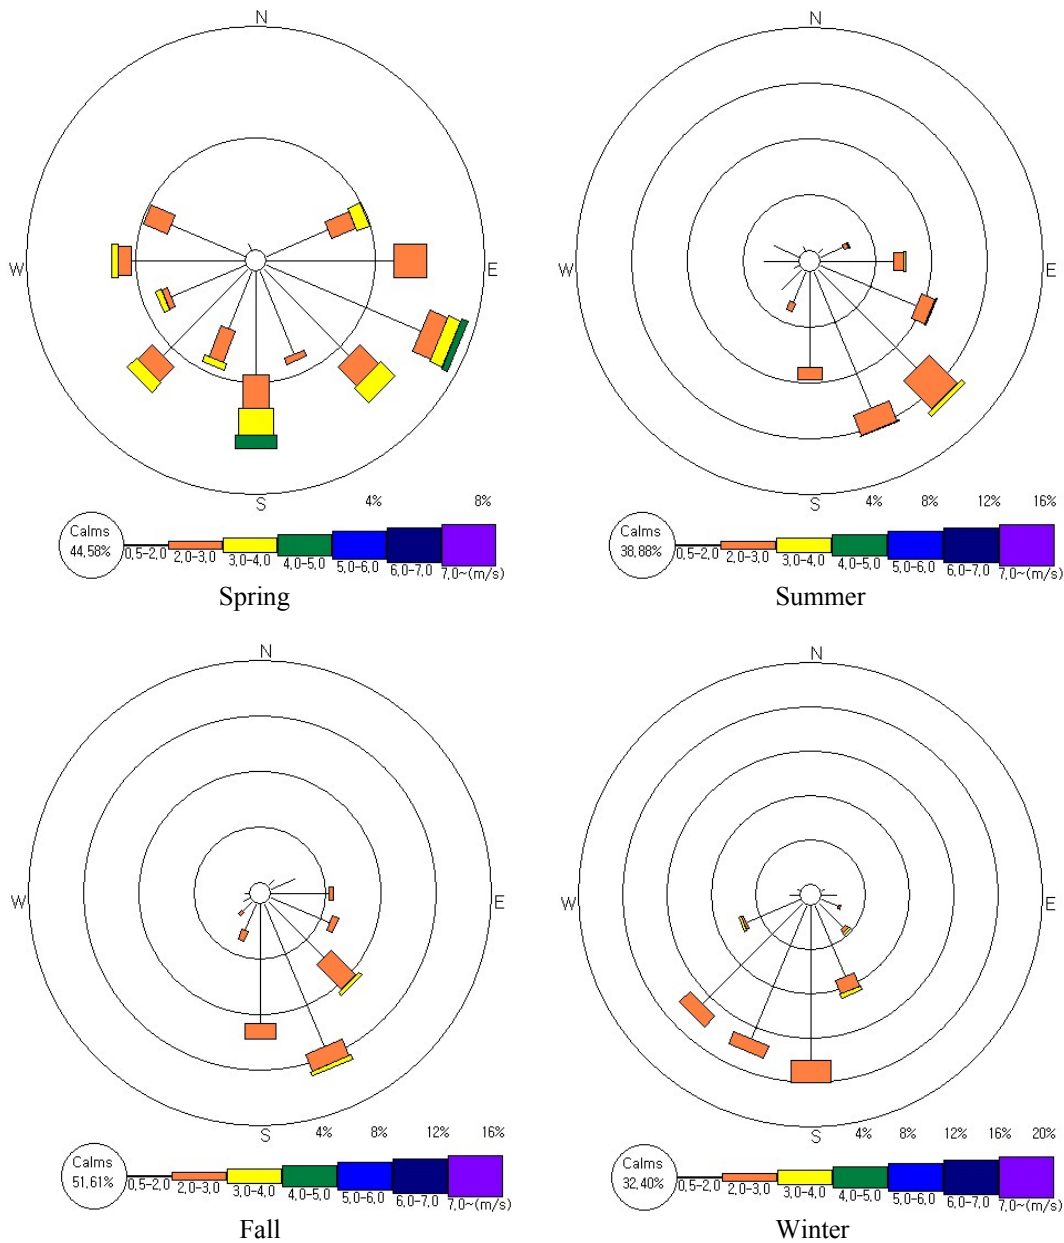 N
W
E
S
4%
8%
Calms
44,58%
0,5-2,0
2,0-3,0
3,0-4,0
4,0-5,0
5,0-6,0
6,0-7,0
7,0~(m/s)
Spring
N
W
E
S
4%
8%
12%
16%
Calms
38,88%
0,5-2,0
2,0-3,0
3,0-4,0
4,0-5,0
5,0-6,0
6,0-7,0
7,0~(m/s)
Summer
N
W
E
S
4%
8%
12%
16%
Calms
51,61%
0,5-2,0
2,0-3,0
3,0-4,0
4,0-5,0
5,0-6,0
6,0-7,0
7,0~(m/s)
Fall
N
W
E
S
4%
8%
12%
16%
20%
Calms
32,40%
0,5-2,0
2,0-3,0
3,0-4,0
4,0-5,0
5,0-6,0
6,0-7,0
7,0~(m/s)
Winter